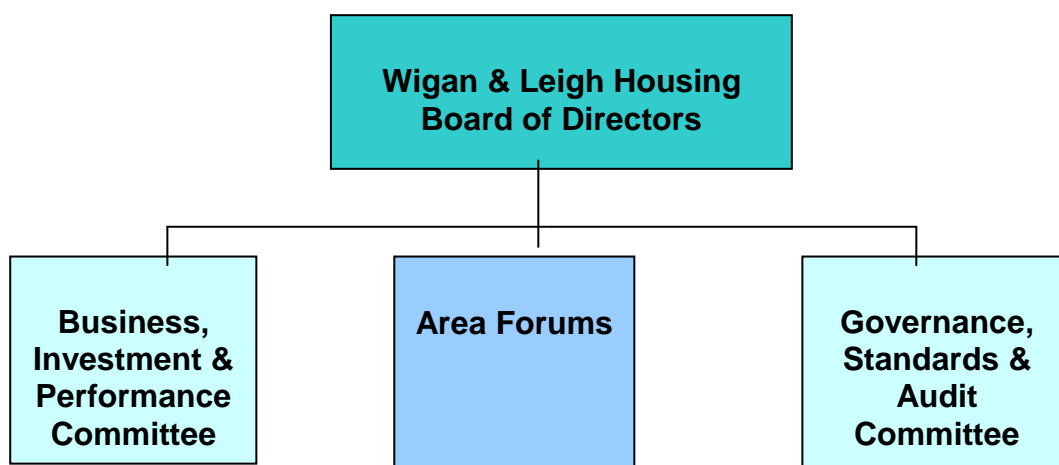 Wigan & Leigh Housing
Board of Directors
Business,
Investment &
Performance
Committee
Area Forums
Governance,
Standards &
Audit
Committee